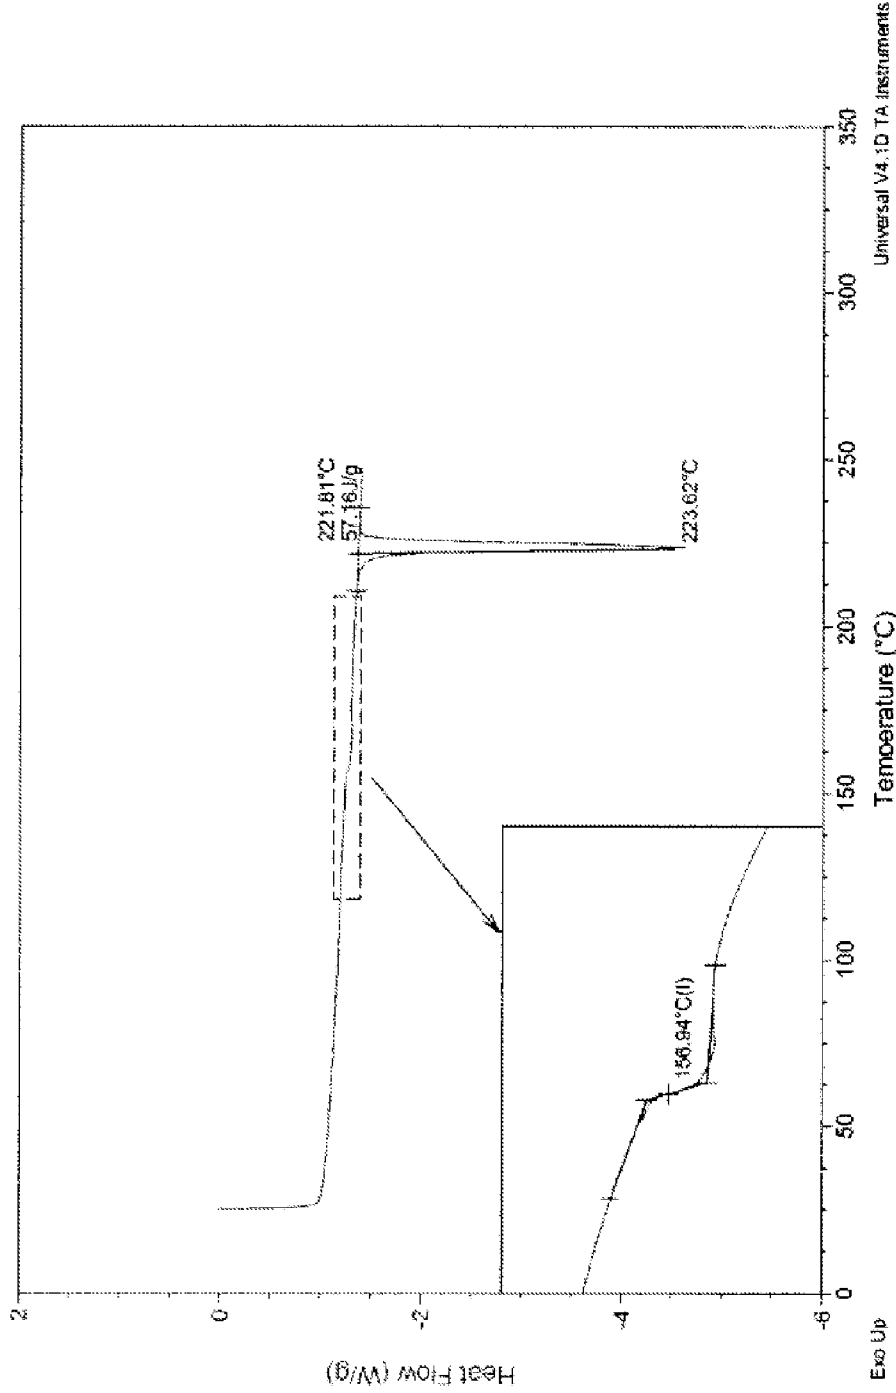 Heat Flow (W/g)
2
0
-2
-4
-6
221.81°C
57.16J/g
223.62°C
156.94°C(I)
0
50
100
150
200
250
300
350
Temperature (°C)
Exo Up
Universal V4.1D TA Instruments